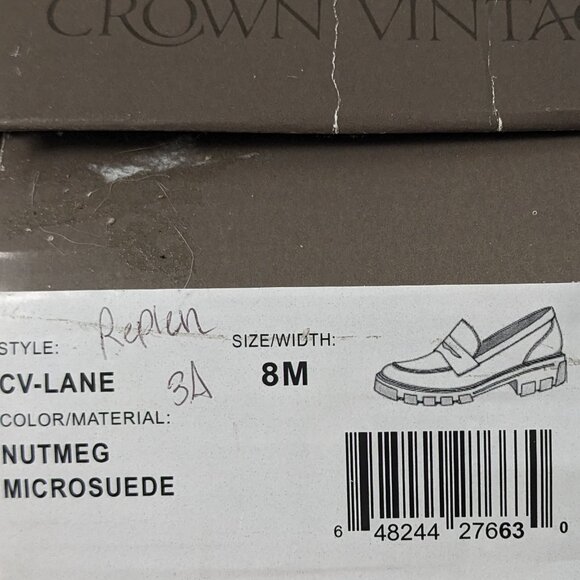 CROWN VINTAG
Replen
STYLE:
SIZE/WIDTH:
CV-LANE
3A
8M
COLOR/MATERIAL:
NUTMEG
MICROSUEDE
6 48244 27663 0